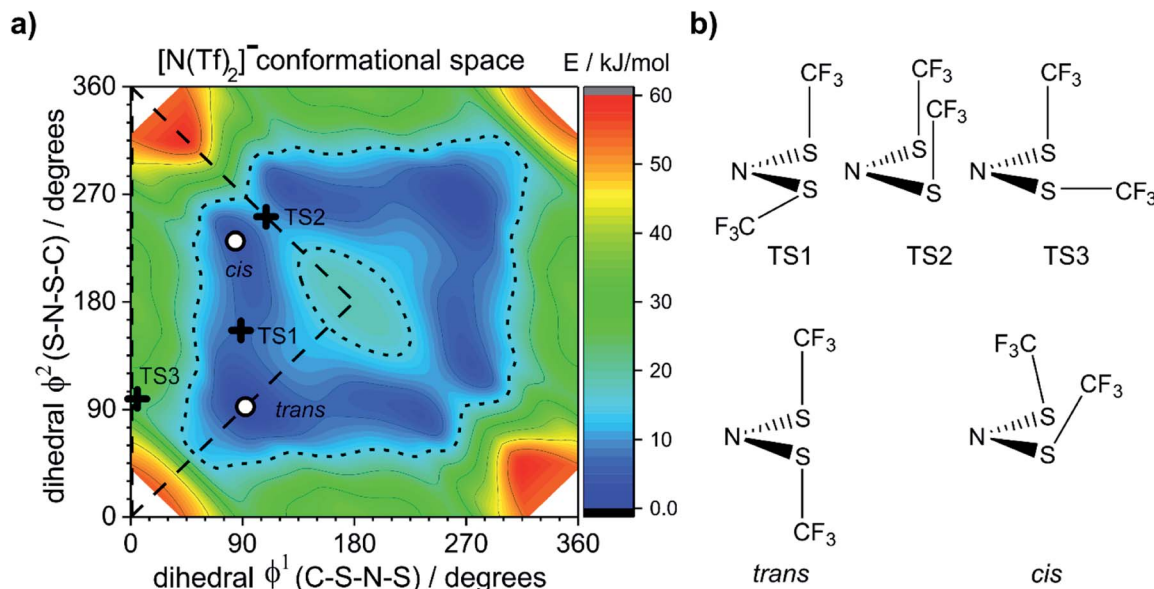 a)
[N(Tf)₂]⁻ conformational space
E / kJ/mol
dihedral ϕ² (S-N-S-C) / degrees
360
270
180
90
0
TS2
cis
TS1
TS3
trans
0
90
180
270
360
dihedral ϕ¹ (C-S-N-S) / degrees
60
50
40
30
20
10
0.0
b)
CF₃
S
N
S
F₃C
TS1
CF₃
CF₃
S
N
S
TS2
CF₃
S
N
S
CF₃
TS3
CF₃
S
N
S
CF₃
trans
F₃C
CF₃
S
N
S
cis